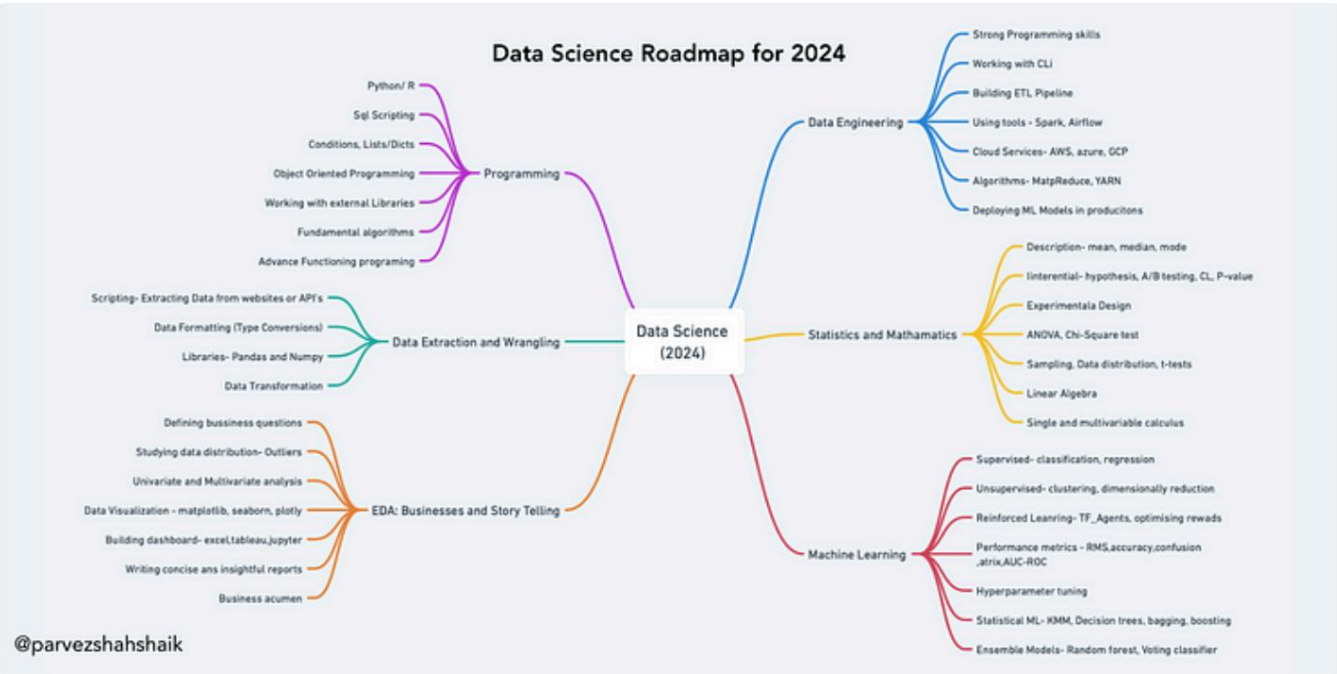 Data Science Roadmap for 2024
Data Science
(2024)
Programming
Python/ R
Sql Scripting
Conditions, Lists/Dicts
Object Oriented Programming
Working with external Libraries
Fundamental algorithms
Advance Functioning programing
Data Extraction and Wrangling
Scripting- Extracting Data from websites or API's
Data Formatting (Type Conversions)
Libraries- Pandas and Numpy
Data Transformation
EDA: Businesses and Story Telling
Defining bussiness questions
Studying data distribution- Outliers
Univariate and Multivariate analysis
Data Visualization - matplotlib, seaborn, plotly
Building dashboard- excel,tableau,jupyter
Writing concise ans insightful reports
Business acumen
Data Engineering
Strong Programming skills
Working with CLi
Building ETL Pipeline
Using tools - Spark, Airflow
Cloud Services- AWS, azure, GCP
Algorithms- MatpReduce, YARN
Deploying ML Models in producitons
Statistics and Mathamatics
Description- mean, median, mode
Iinterential- hypothesis, A/B testing, CL, P-value
Experimentala Design
ANOVA, Chi-Square test
Sampling, Data distribution, t-tests
Linear Algebra
Single and multivariable calculus
Machine Learning
Supervised- classification, regression
Unsupervised- clustering, dimensionally reduction
Reinforced Leanring- TF_Agents, optimising rewads
Performance metrics - RMS,accuracy,confusion
,atrix,AUC-ROC
Hyperparameter tuning
Statistical ML- KMM, Decision trees, bagging, boosting
Ensemble Models- Random forest, Voting classifier
@parvezshahshaik